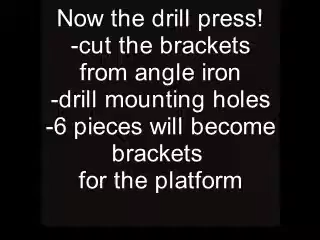 Now the drill press!
-cut the brackets
from angle iron
-drill mounting holes
-6 pieces will become
brackets
for the platform